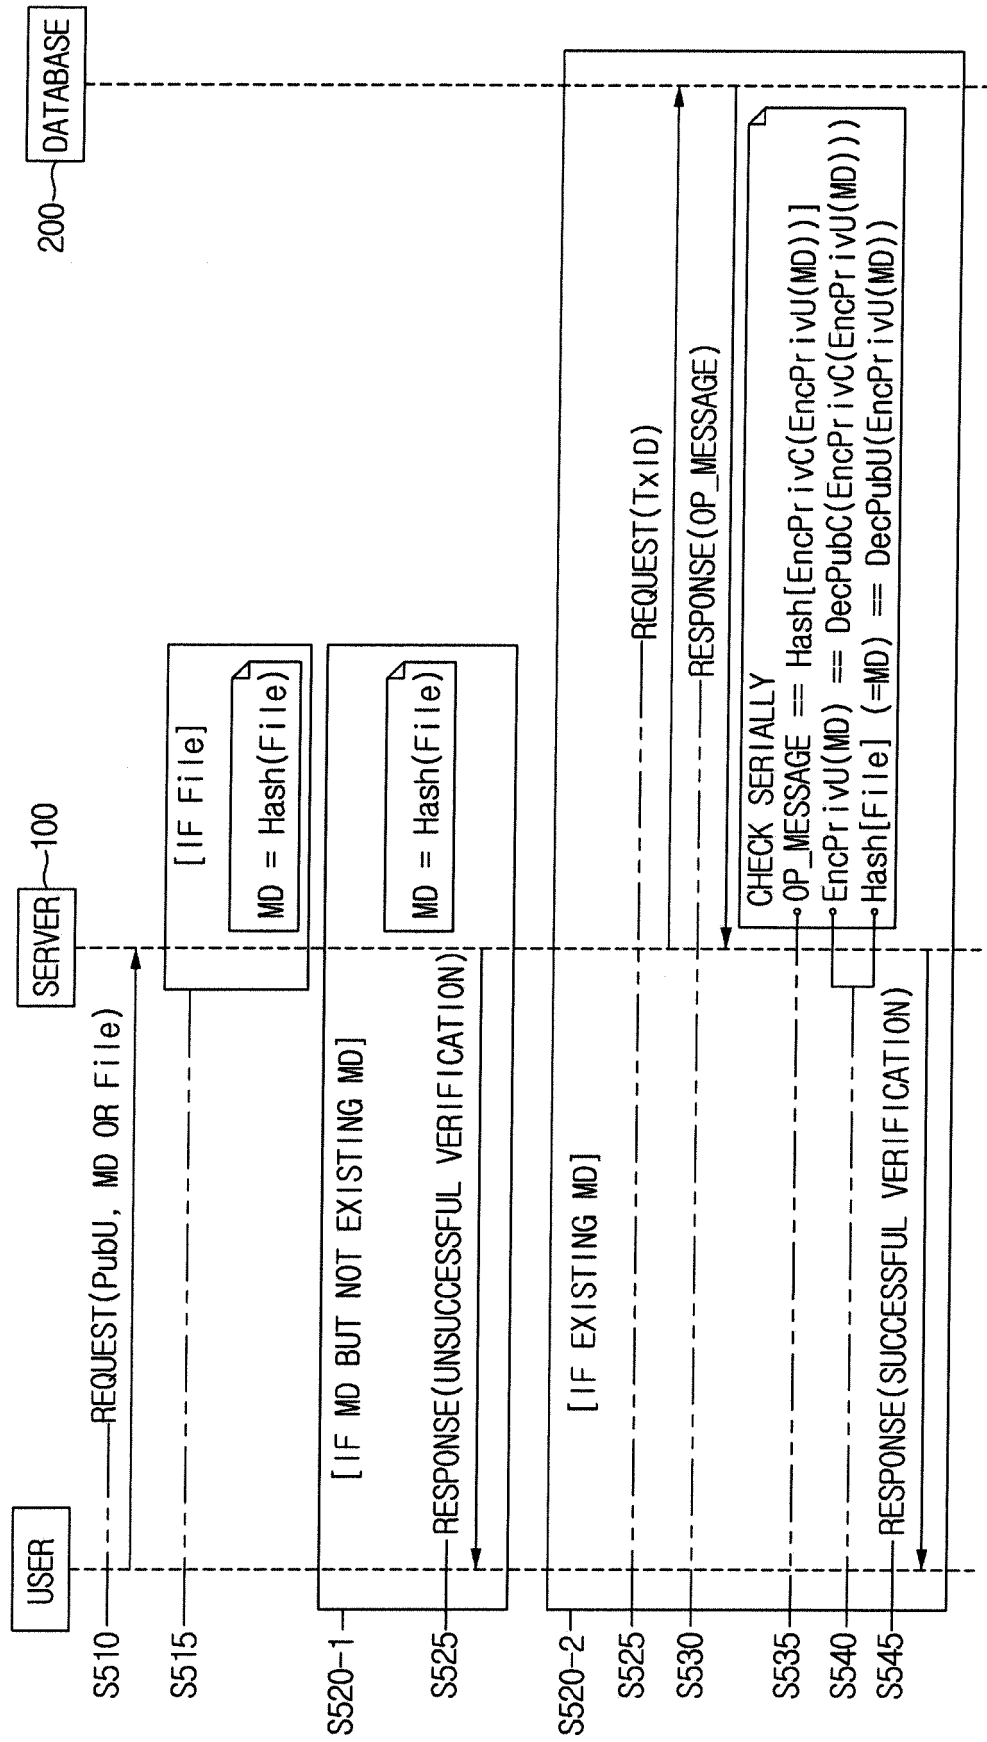 USER
SERVER
100
DATABASE
200
S510
REQUEST(PubU, MD OR File)
S515
[IF File]
MD = Hash(File)
S520-1
[IF MD BUT NOT EXISTING MD]
MD = Hash(File)
S525
RESPONSE(UNSUCCESSFUL VERIFICATION)
S520-2
[IF EXISTING MD]
S525
REQUEST(TxID)
S530
RESPONSE(OP_MESSAGE)
CHECK SERIALLY
S535
OP_MESSAGE == Hash[EncPrivC(EncPrivU(MD))]
EncPrivU(MD) == DecPubC(EncPrivC(EncPrivU(MD)))
S540
Hash[File] (=MD) == DecPubU(EncPrivU(MD))
S545
RESPONSE(SUCCESSFUL VERIFICATION)